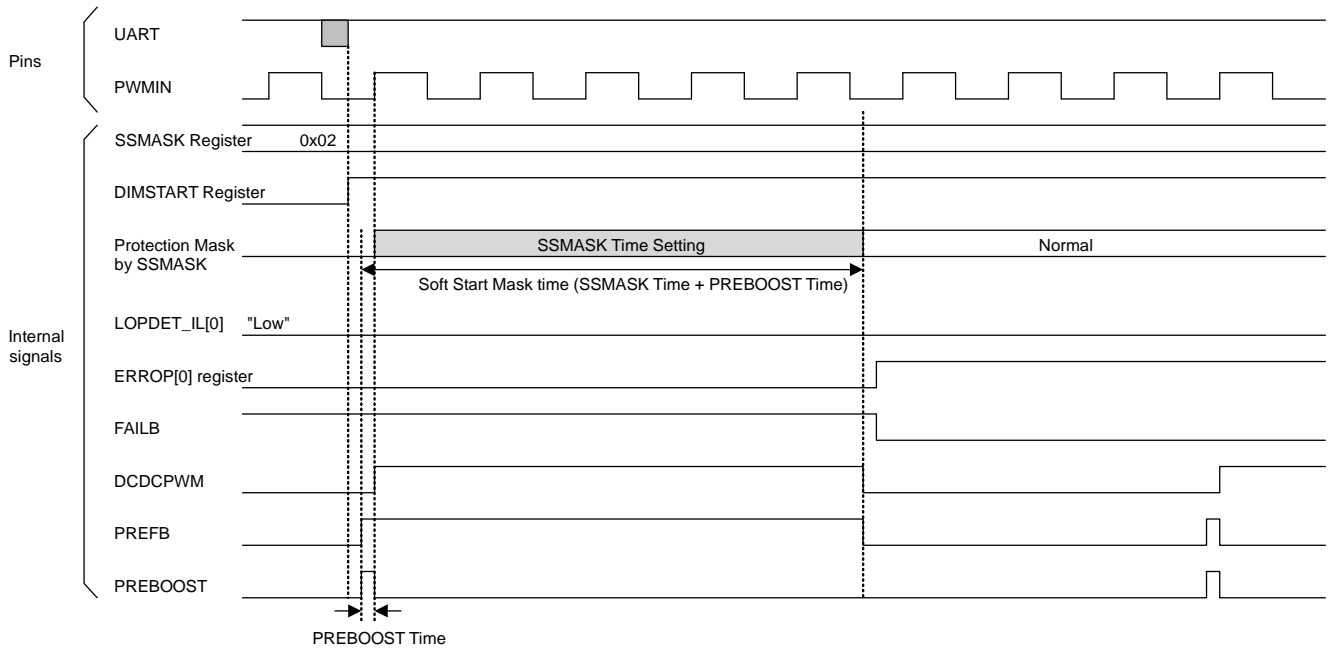 Pins
UART
PWMIN
SSMASK Register 0x02
DIMSTART Register
Protection Mask
by SSMASK
SSMASK Time Setting
Normal
Soft Start Mask time (SSMASK Time + PREBOOST Time)
Internal
signals
LOPDET_IL[0] "Low"
ERROP[0] register
FAILB
DCDCPWM
PREFB
PREBOOST
PREBOOST Time